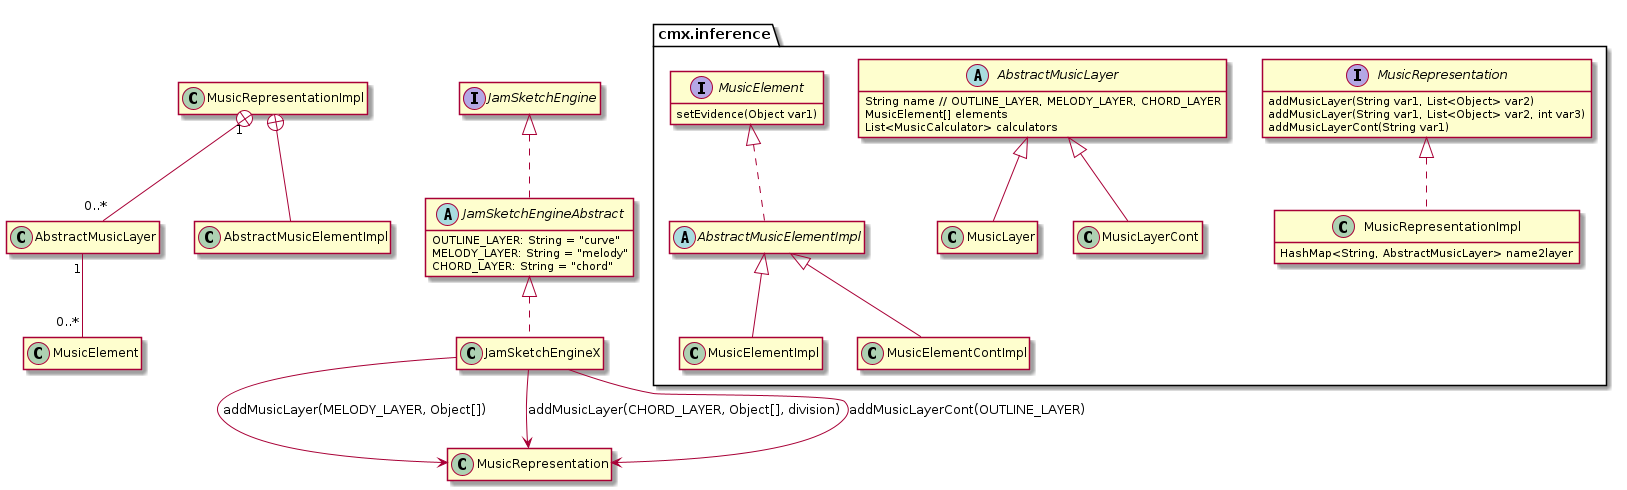 cmx.inference
C MusicRepresentationImpl
I JamSketchEngine
I MusicElement
setEvidence(Object var1)
A AbstractMusicLayer
String name // OUTLINE_LAYER, MELODY_LAYER, CHORD_LAYER
MusicElement[] elements
List<MusicCalculator> calculators
I MusicRepresentation
addMusicLayer(String var1, List<Object> var2)
addMusicLayer(String var1, List<Object> var2, int var3)
addMusicLayerCont(String var1)
1
0..*
C AbstractMusicLayer
C AbstractMusicElementImpl
A JamSketchEngineAbstract
OUTLINE_LAYER: String = "curve"
MELODY_LAYER: String = "melody"
CHORD_LAYER: String = "chord"
A AbstractMusicElementImpl
C MusicLayer
C MusicLayerCont
C MusicRepresentationImpl
HashMap<String, AbstractMusicLayer> name2layer
1
0..*
C MusicElement
C JamSketchEngineX
C MusicElementImpl
C MusicElementContImpl
addMusicLayer(MELODY_LAYER, Object[])
addMusicLayer(CHORD_LAYER, Object[], division)
addMusicLayerCont(OUTLINE_LAYER)
C MusicRepresentation